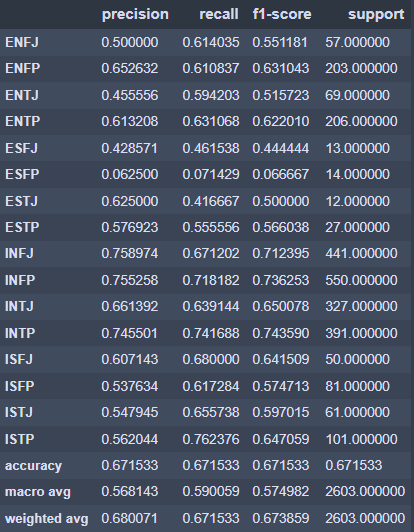 precision recall f1-score support
ENFJ 0.500000 0.614035 0.551181 57.000000
ENFP 0.652632 0.610837 0.631043 203.000000
ENTJ 0.455556 0.594203 0.515723 69.000000
ENTP 0.613208 0.631068 0.622010 206.000000
ESFJ 0.428571 0.461538 0.444444 13.000000
ESFP 0.062500 0.071429 0.066667 14.000000
ESTJ 0.625000 0.416667 0.500000 12.000000
ESTP 0.576923 0.555556 0.566038 27.000000
INFJ 0.758974 0.671202 0.712395 441.000000
INFP 0.755258 0.718182 0.736253 550.000000
INTJ 0.661392 0.639144 0.650078 327.000000
INTP 0.745501 0.741688 0.743590 391.000000
ISFJ 0.607143 0.680000 0.641509 50.000000
ISFP 0.537634 0.617284 0.574713 81.000000
ISTJ 0.547945 0.655738 0.597015 61.000000
ISTP 0.562044 0.762376 0.647059 101.000000
accuracy 0.671533 0.671533 0.671533 0.671533
macro avg 0.568143 0.590059 0.574982 2603.000000
weighted avg 0.680071 0.671533 0.673859 2603.000000